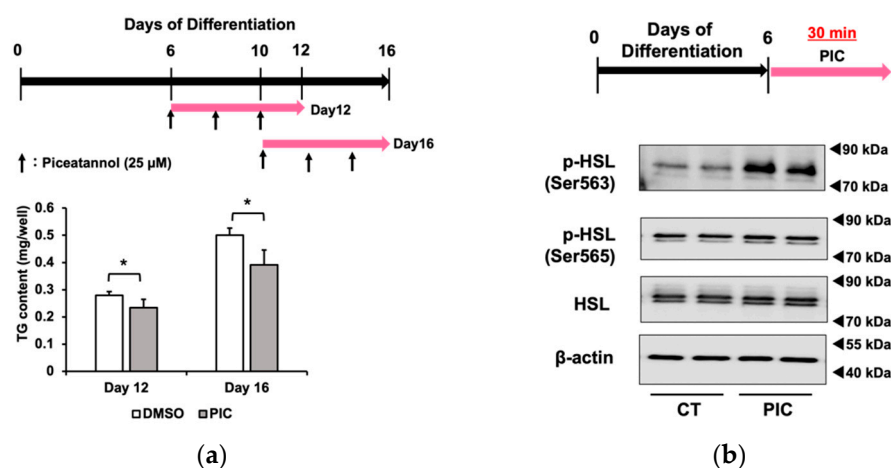 Days of Differentiation
0 6 10 12 16
Day12
Day16
: Piceatannol (25 μM)
TG content (mg/well)
0.6
0.5
0.4
0.3
0.2
0.1
0
*
*
Day 12 Day 16
DMSO PIC
(a)
0 Days of Differentiation 6 30 min
PIC
p-HSL
(Ser563)
90 kDa
70 kDa
p-HSL
(Ser565)
90 kDa
70 kDa
HSL
90 kDa
70 kDa
β-actin
55 kDa
40 kDa
CT PIC
(b)